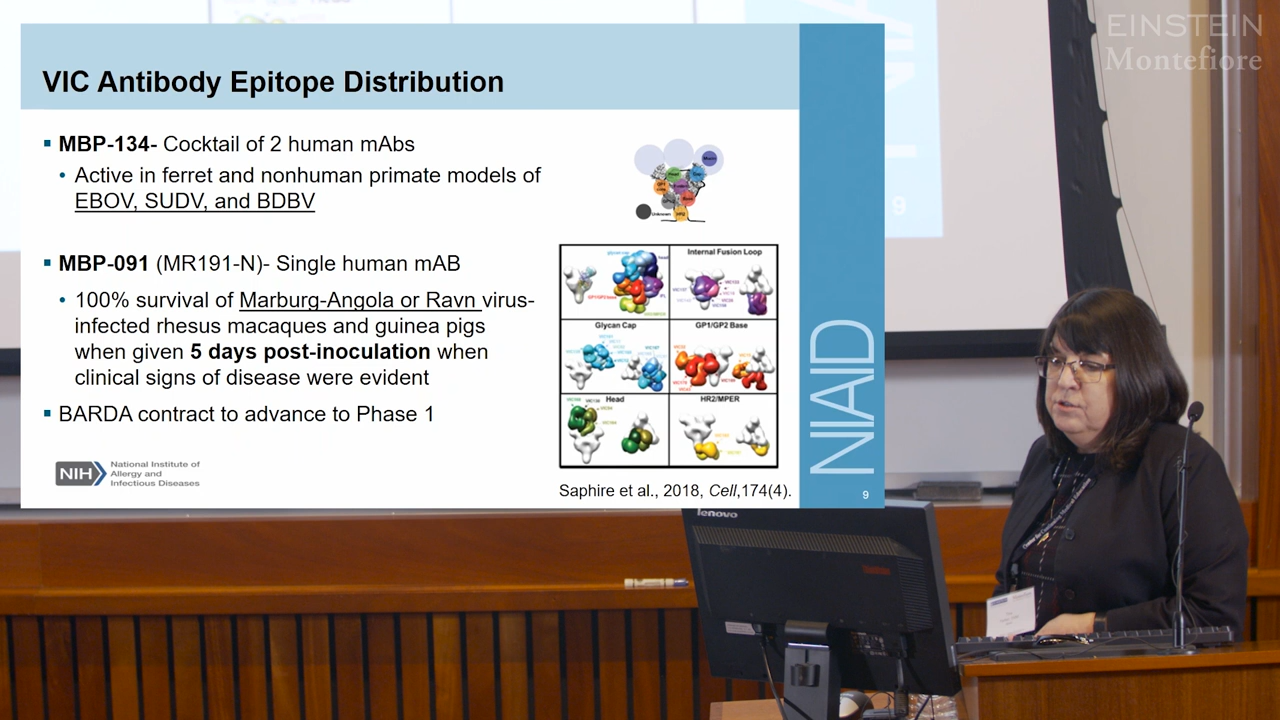 EINSTEIN
Montefiore
VIC Antibody Epitope Distribution
▪ MBP-134- Cocktail of 2 human mAbs
• Active in ferret and nonhuman primate models of
EBOV, SUDV, and BDBV
▪ MBP-091 (MR191-N)- Single human mAB
• 100% survival of Marburg-Angola or Ravn virus-
infected rhesus macaques and guinea pigs
when given 5 days post-inoculation when
clinical signs of disease were evident
▪ BARDA contract to advance to Phase 1
Unknown
Internal Fusion Loop
Glycan Cap
GP1/GP2 Base
Head
HR2/MPER
Saphire et al., 2018, Cell,174(4).
NIH
National Institute of
Allergy and
Infectious Diseases
NIAID
9
9
lenovo